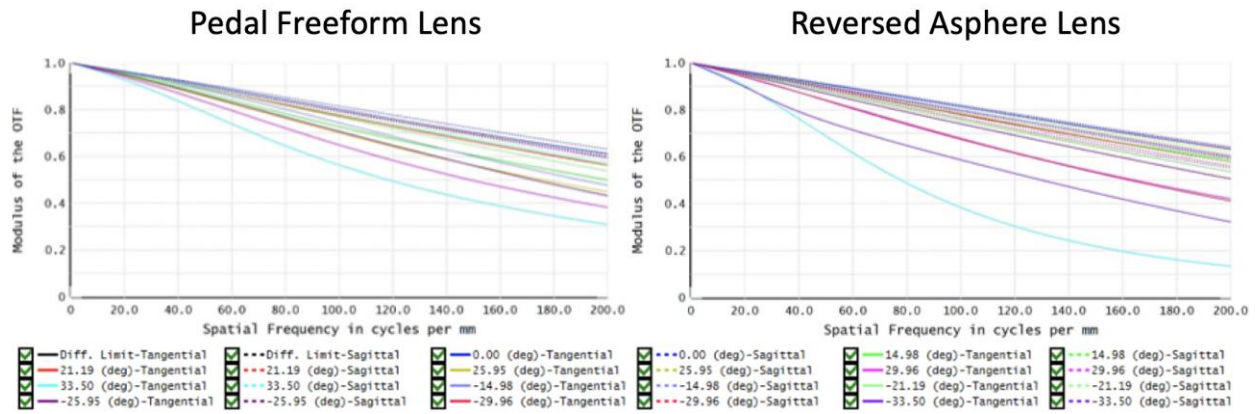 Pedal Freeform Lens
Reversed Asphere Lens
Modulus of the OTF
1.0
0.8
0.6
0.4
0.2
0
0 20.0 40.0 60.0 80.0 100.0 120.0 140.0 160.0 180.0 200.0
Spatial Frequency in cycles per mm
Modulus of the OTF
1.0
0.8
0.6
0.4
0.2
0
0 20.0 40.0 60.0 80.0 100.0 120.0 140.0 160.0 180.0 200.0
Spatial Frequency in cycles per mm
Diff. Limit-Tangential Diff. Limit-Sagittal 0.00 (deg)-Tangential 0.00 (deg)-Sagittal 14.98 (deg)-Tangential 14.98 (deg)-Sagittal
21.19 (deg)-Tangential 21.19 (deg)-Sagittal 25.95 (deg)-Tangential 25.95 (deg)-Sagittal 29.96 (deg)-Tangential 29.96 (deg)-Sagittal
33.50 (deg)-Tangential 33.50 (deg)-Sagittal -14.98 (deg)-Tangential -14.98 (deg)-Sagittal -21.19 (deg)-Tangential -21.19 (deg)-Sagittal
-25.95 (deg)-Tangential -25.95 (deg)-Sagittal -29.96 (deg)-Tangential -29.96 (deg)-Sagittal -33.50 (deg)-Tangential -33.50 (deg)-Sagittal